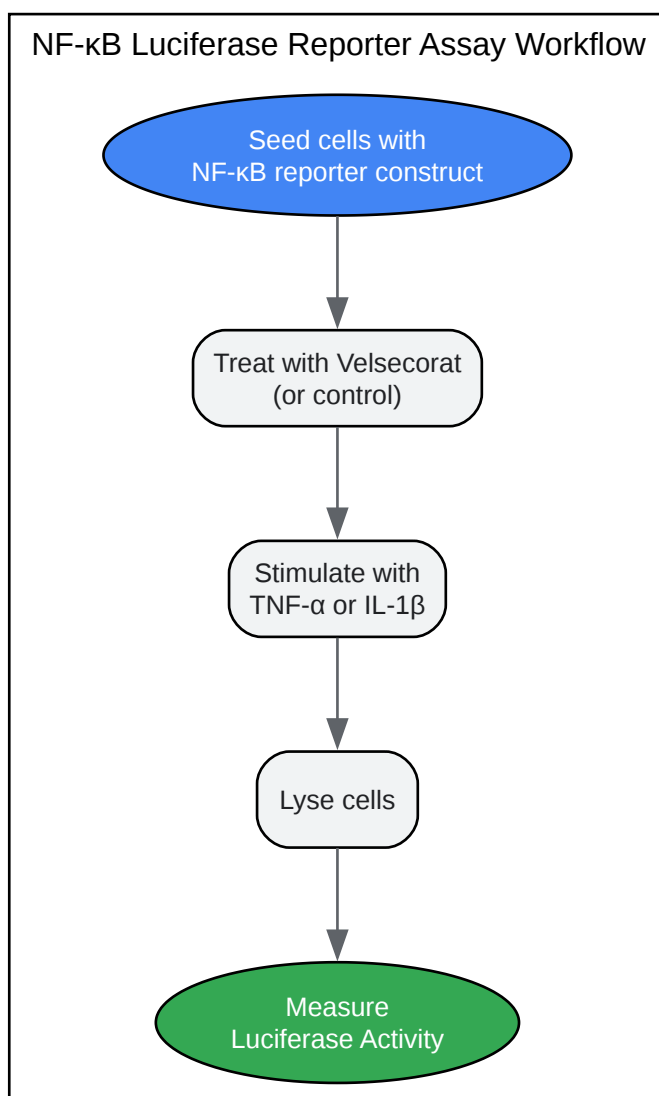 NF-κB Luciferase Reporter Assay Workflow
Seed cells with
NF-κB reporter construct
Treat with Velsecorat
(or control)
Stimulate with
TNF-α or IL-1β
Lyse cells
Measure
Luciferase Activity